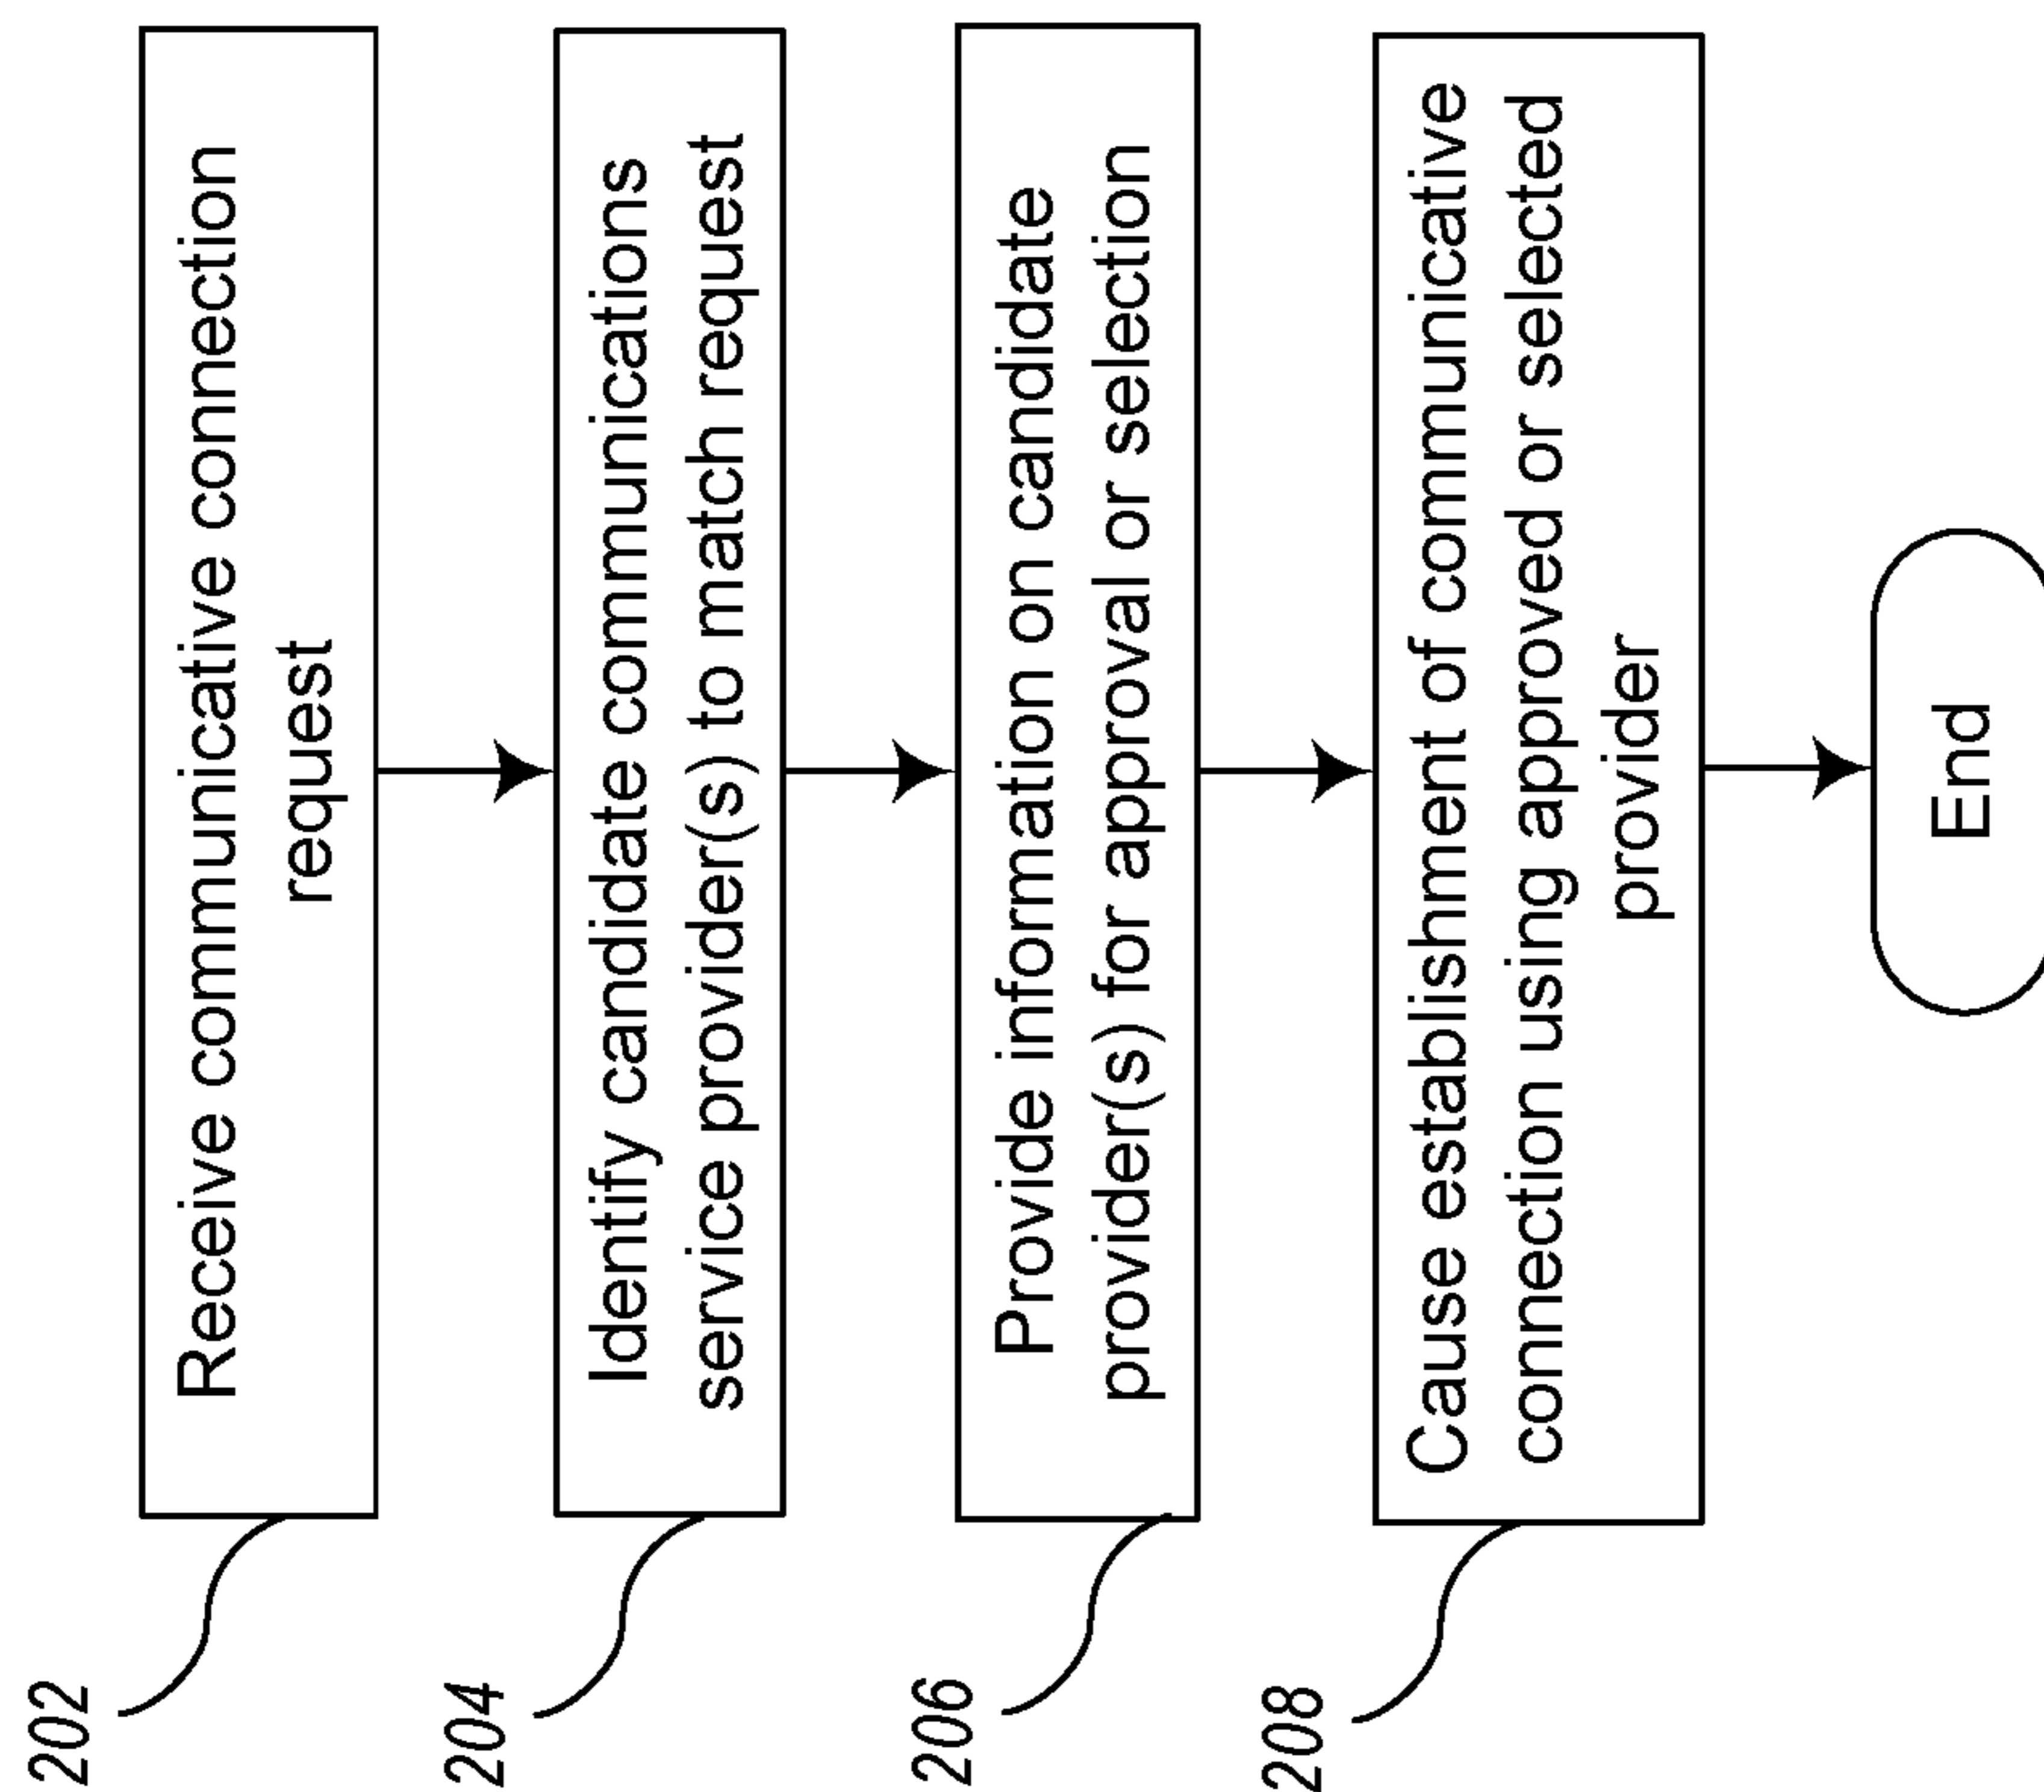 202
Receive communicative connection
request
204
Identify candidate communications
service provider(s) to match request
206
Provide information on candidate
provider(s) for approval or selection
208
Cause establishment of communicative
connection using approved or selected
provider
End